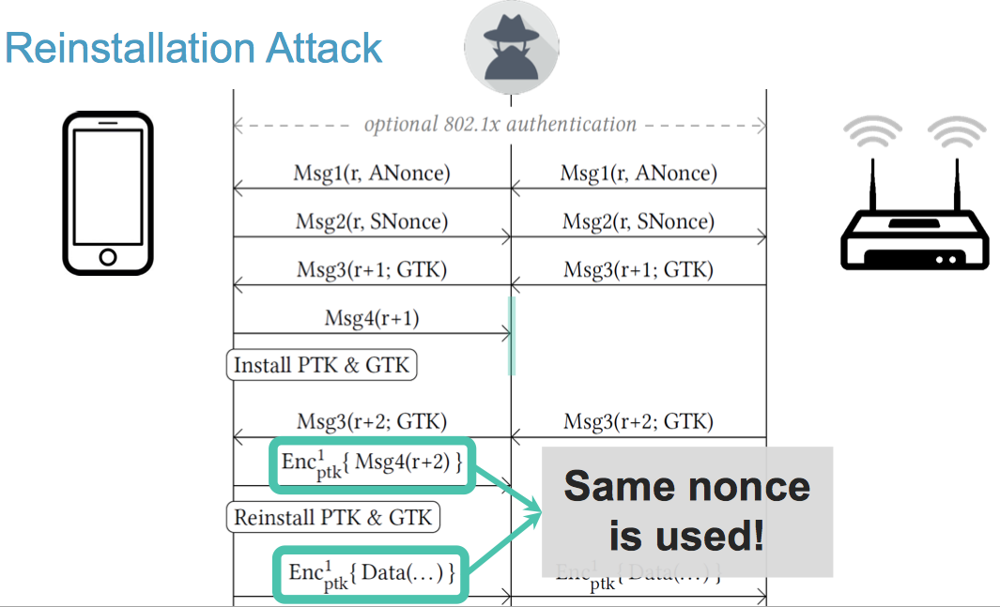 Reinstallation Attack
optional 802.1x authentication
Msg1(r, ANonce) Msg1(r, ANonce)
Msg2(r, SNonce) Msg2(r, SNonce)
Msg3(r+1; GTK) Msg3(r+1; GTK)
Msg4(r+1)
Install PTK & GTK
Msg3(r+2; GTK) Msg3(r+2; GTK)
Enc¹ptk{ Msg4(r+2) }
Same nonce
is used!
Reinstall PTK & GTK
Enc¹ptk{ Data(…) } Enc¹ptk{ Data(…) }